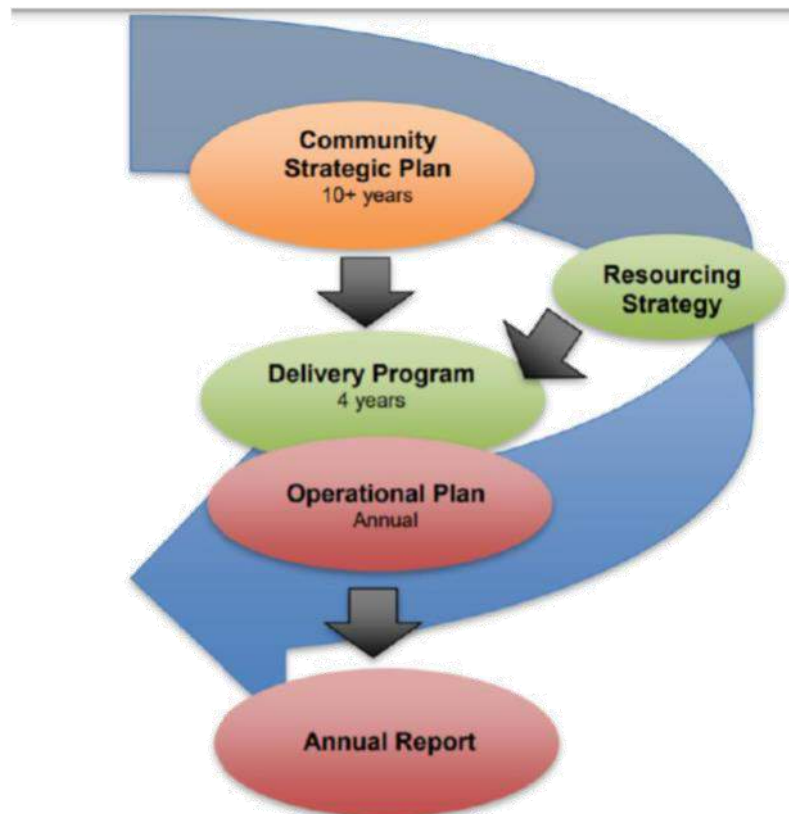 Community
Strategic Plan
10+ years
Resourcing
Strategy
Delivery Program
4 years
Operational Plan
Annual
Annual Report